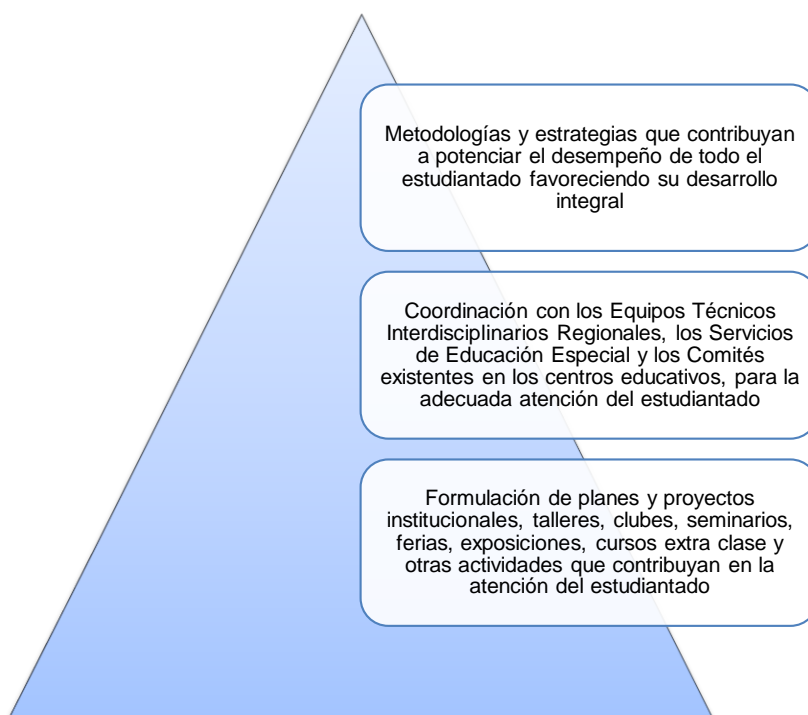 Metodologías y estrategias que contribuyan
a potenciar el desempeño de todo el
estudiantado favoreciendo su desarrollo
integral
Coordinación con los Equipos Técnicos
Interdisciplinarios Regionales, los Servicios
de Educación Especial y los Comités
existentes en los centros educativos, para la
adecuada atención del estudiantado
Formulación de planes y proyectos
institucionales, talleres, clubes, seminarios,
ferias, exposiciones, cursos extra clase y
otras actividades que contribuyan en la
atención del estudiantado